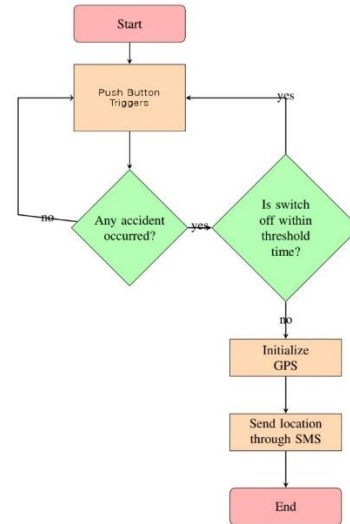 Start
Push Button
Triggers
yes
no
Any accident
occurred?
yes
Is switch
off within
threshold
time?
no
Initialize
GPS
Send location
through SMS
End